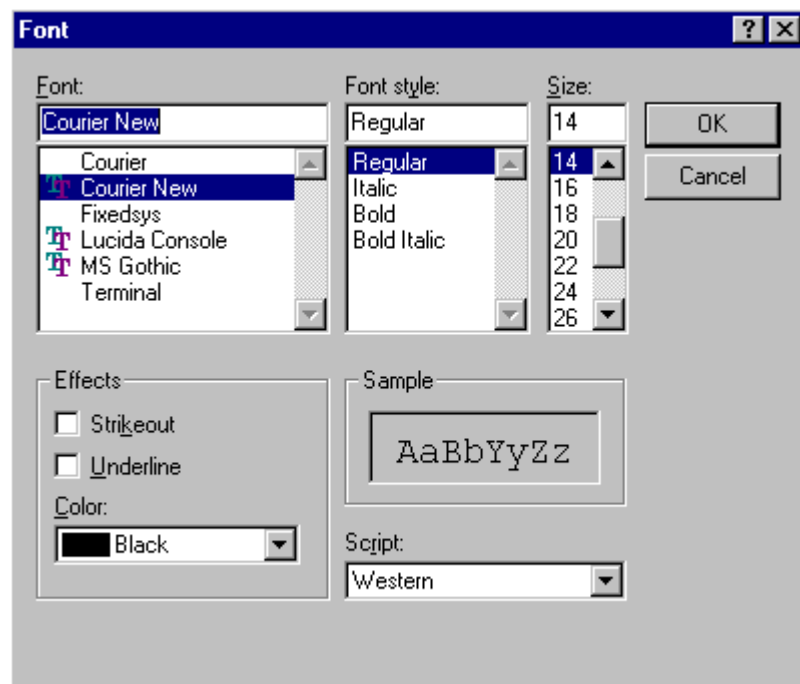 Font
Font: Font style: Size:
Courier New Regular 14
OK
Cancel
Courier
Courier New
Fixedsys
Lucida Console
MS Gothic
Terminal
Regular
Italic
Bold
Bold Italic
14
16
18
20
22
24
26
Effects
Strikeout
Underline
Color:
Black
Sample
AaBbYyZz
Script:
Western